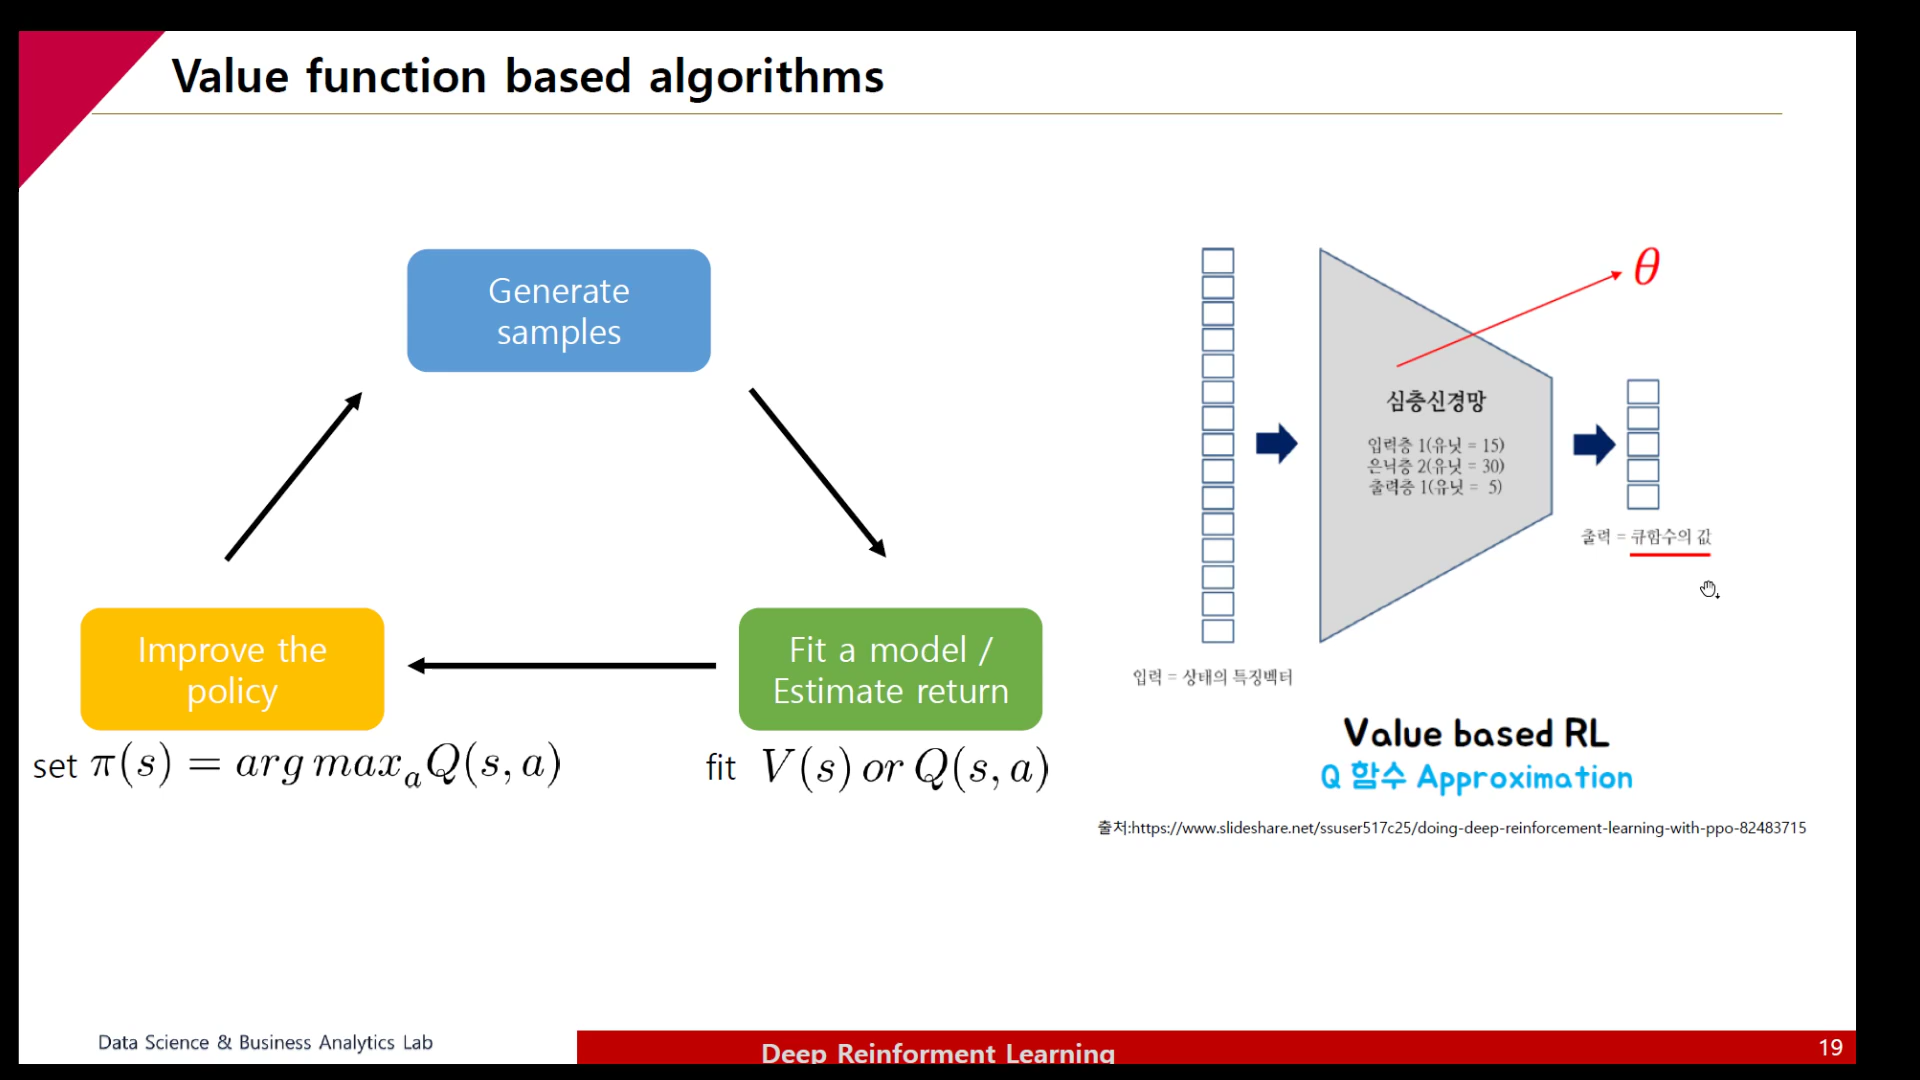 Value function based algorithms
Generate
samples
Improve the
policy
set π(s) = arg max_a Q(s, a)
Fit a model /
Estimate return
fit V(s) or Q(s, a)
θ
심층신경망
입력층 1(유닛 = 15)
은닉층 2(유닛 = 30)
출력층 1(유닛 = 5)
출력 = 큐함수의 값
입력 = 상태의 특징벡터
Value based RL
Q 함수 Approximation
출처:https://www.slideshare.net/ssuser517c25/doing-deep-reinforcement-learning-with-ppo-82483715
Data Science & Business Analytics Lab
Deep Reinforment Learning
19